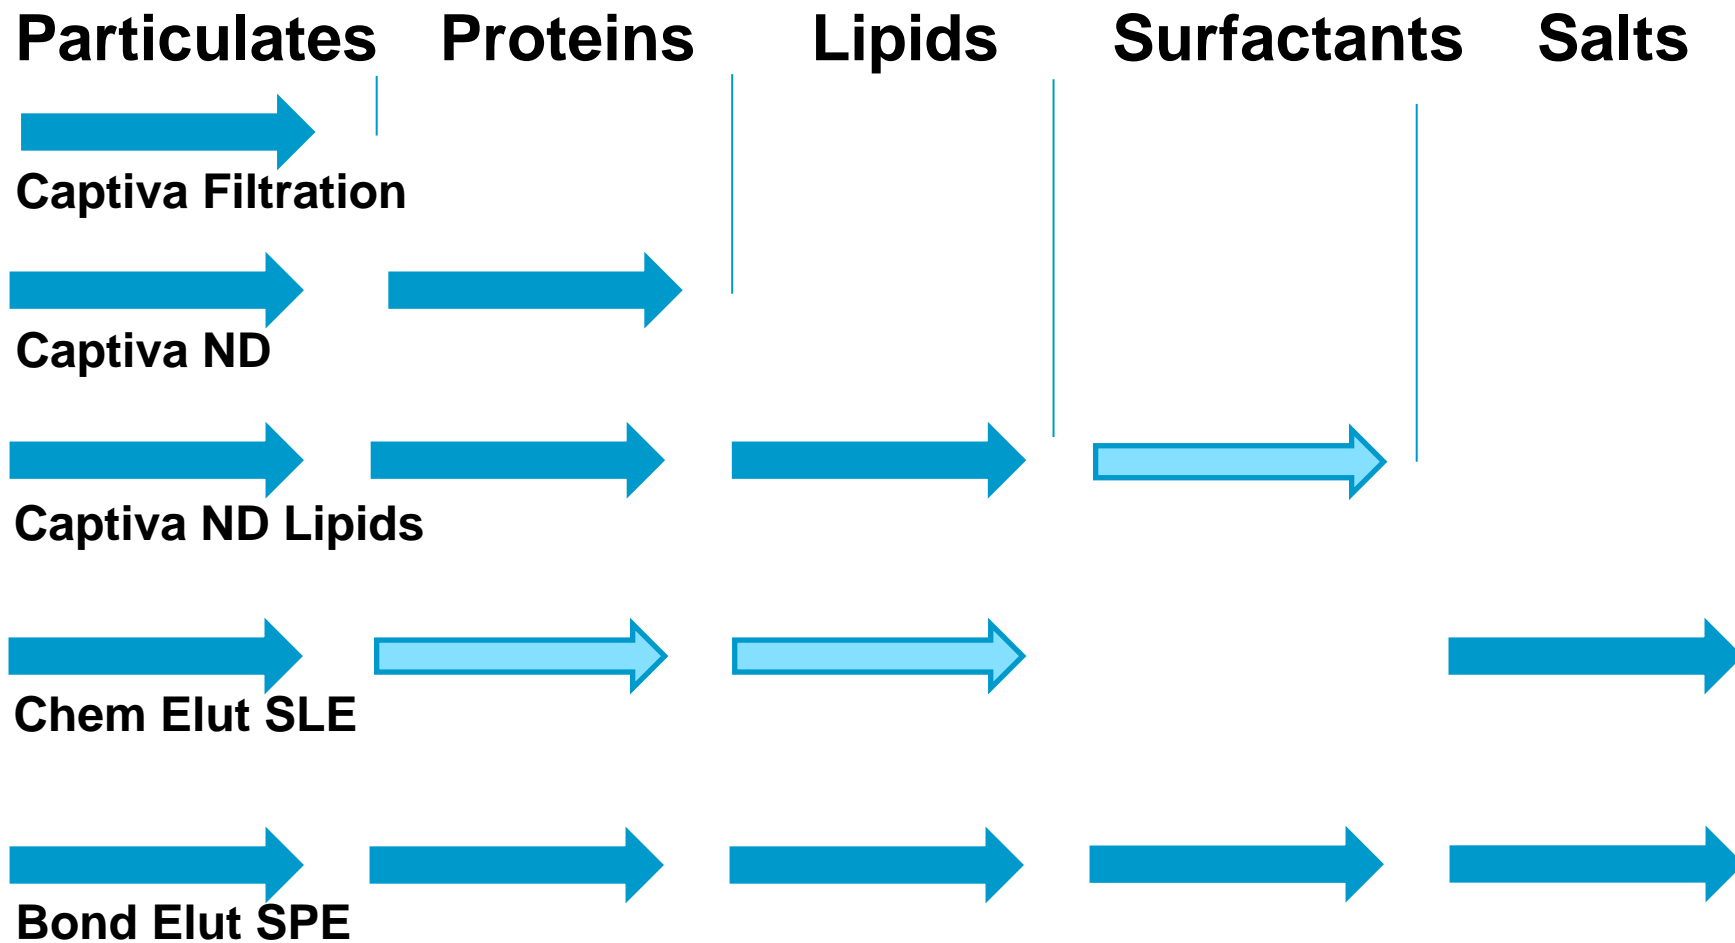 Particulates Proteins Lipids Surfactants Salts
Captiva Filtration
Captiva ND
Captiva ND Lipids
Chem Elut SLE
Bond Elut SPE